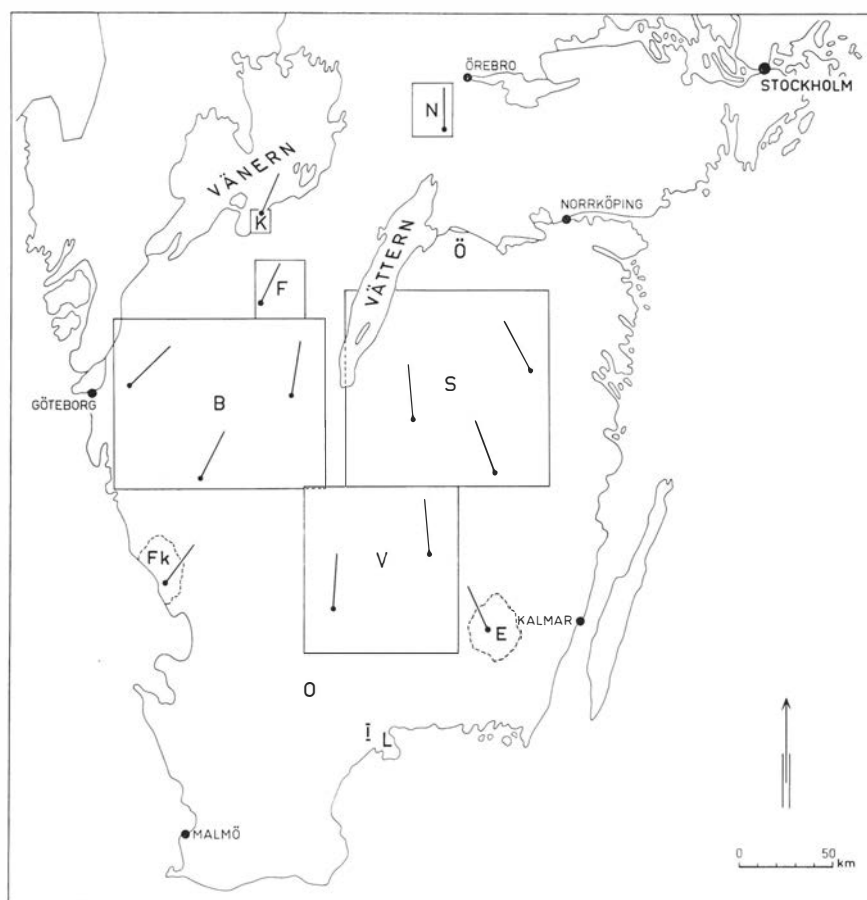 ÖREBRO
STOCKHOLM
N
VÄNERN
K
NORRKÖPING
Ö
VÄTTERN
F
GÖTEBORG
B
S
Fk
V
E
KALMAR
O
I L
MALMÖ
0 50
km